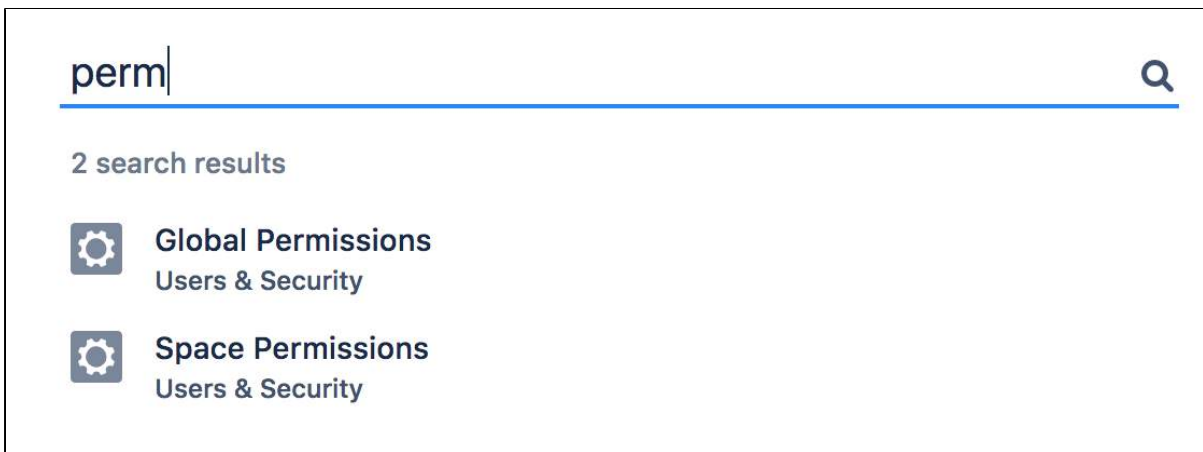 perm
2 search results
Global Permissions
Users & Security
Space Permissions
Users & Security